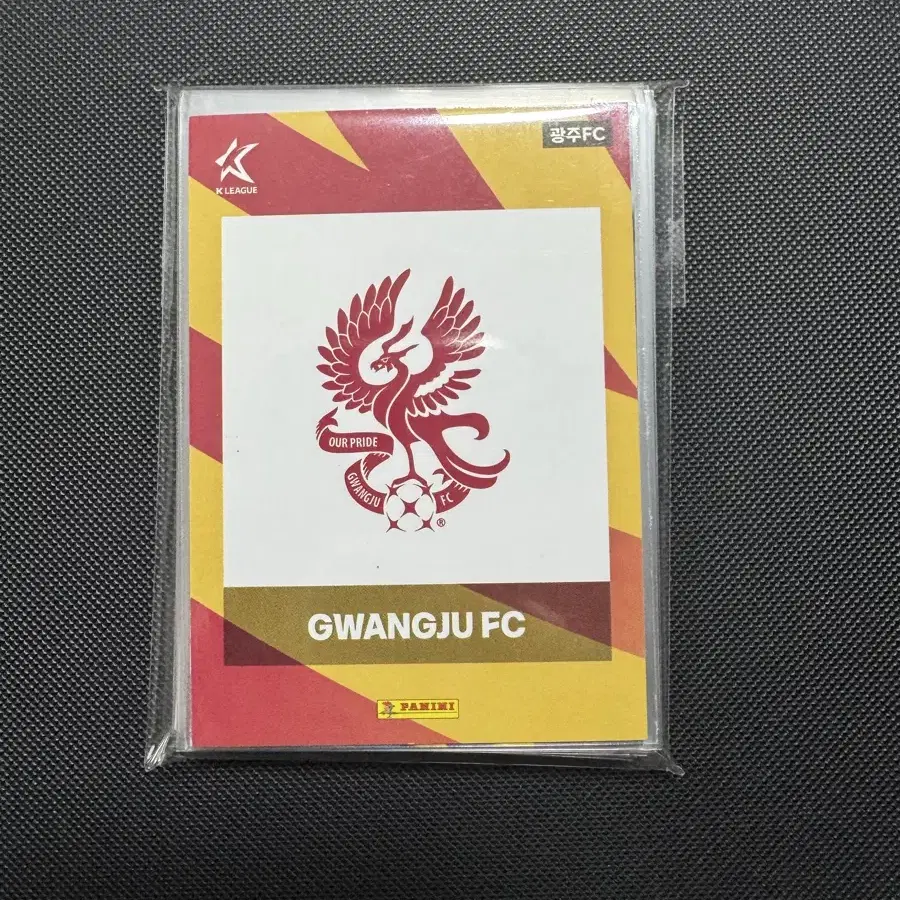 광주FC
K LEAGUE
OUR PRIDE
GWANGJU
FC
®
GWANGJU FC
PANINI